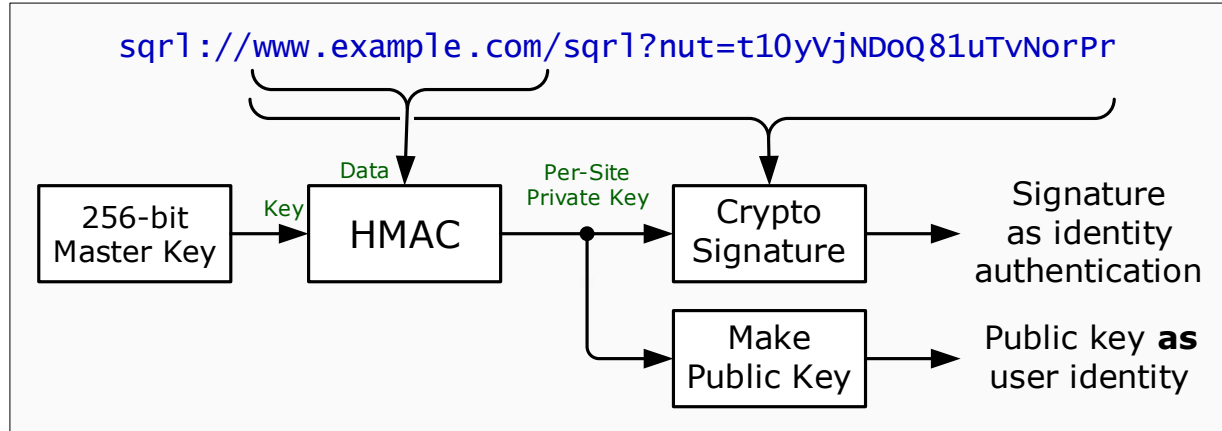 sqrl://www.example.com/sqrl?nut=t1OyVjNDoQ81uTvNorPr
Data
Per-Site
Private Key
256-bit
Master Key
Key
HMAC
Crypto
Signature
Signature
as identity
authentication
Make
Public Key
Public key as
user identity